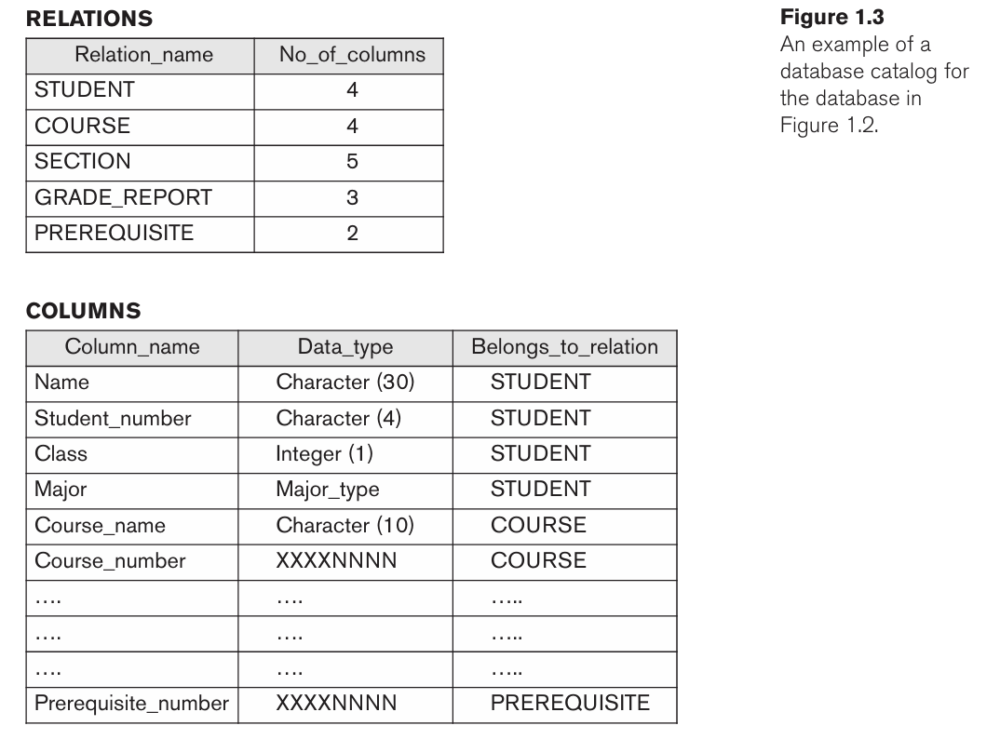 RELATIONS
Relation_name No_of_columns
STUDENT 4
COURSE 4
SECTION 5
GRADE_REPORT 3
PREREQUISITE 2
COLUMNS
Column_name Data_type Belongs_to_relation
Name Character (30) STUDENT
Student_number Character (4) STUDENT
Class Integer (1) STUDENT
Major Major_type STUDENT
Course_name Character (10) COURSE
Course_number XXXXNNNN COURSE
…. …. …..
…. …. …..
…. …. …..
Prerequisite_number XXXXNNNN PREREQUISITE
Figure 1.3
An example of a
database catalog for
the database in
Figure 1.2.